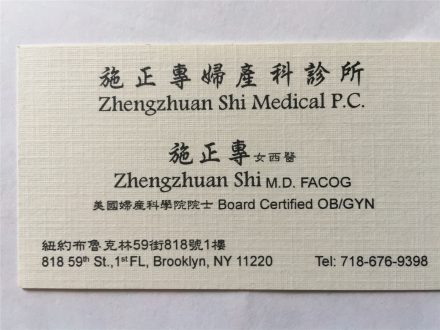 施正專婦產科診所
Zhengzhuan Shi Medical P.C.
施正專女西醫
Zhengzhuan Shi M.D. FACOG
美國婦產科學院院士 Board Certified OB/GYN
紐約布魯克林59街818號1樓
818 59th St.,1st FL, Brooklyn, NY 11220 Tel: 718-676-9398